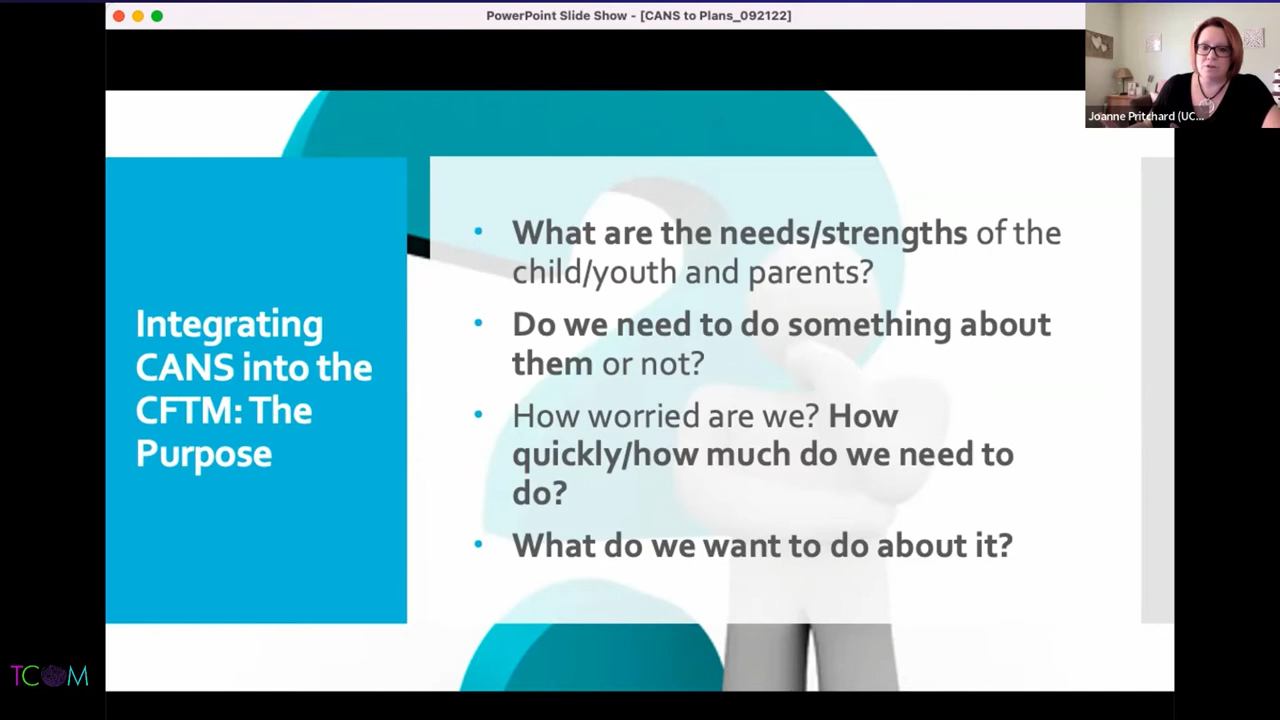 PowerPoint Slide Show - [CANS to Plans_092122]
Joanne Pritchard (UC...
Integrating
CANS into the
CFTM: The
Purpose
• What are the needs/strengths of the
child/youth and parents?
• Do we need to do something about
them or not?
• How worried are we? How
quickly/how much do we need to
do?
• What do we want to do about it?
TCOM